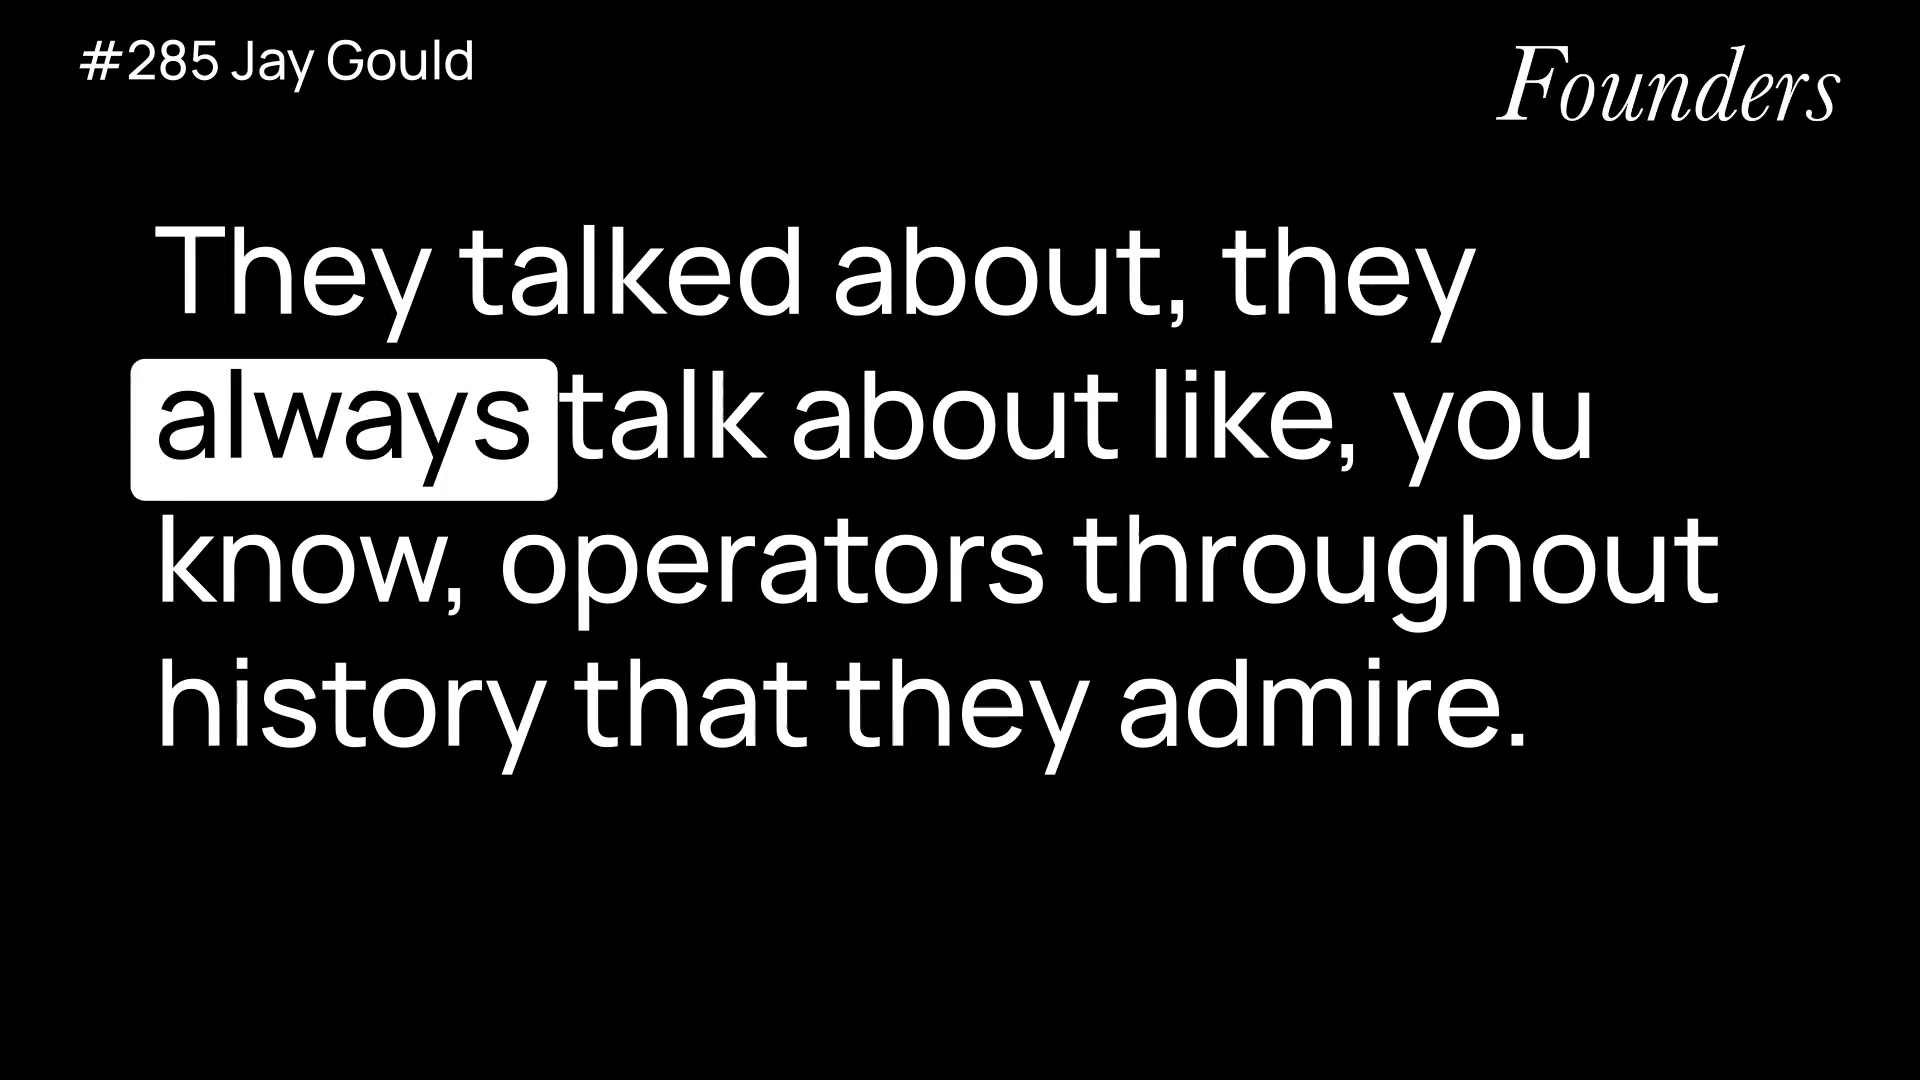 #285 Jay Gould
Founders
They talked about, they
always talk about like, you
know, operators throughout
history that they admire.